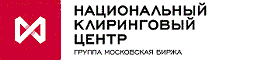 НАЦИОНАЛЬНЫЙ
КЛИРИНГОВЫЙ
ЦЕНТР
ГРУППА МОСКОВСКАЯ БИРЖА